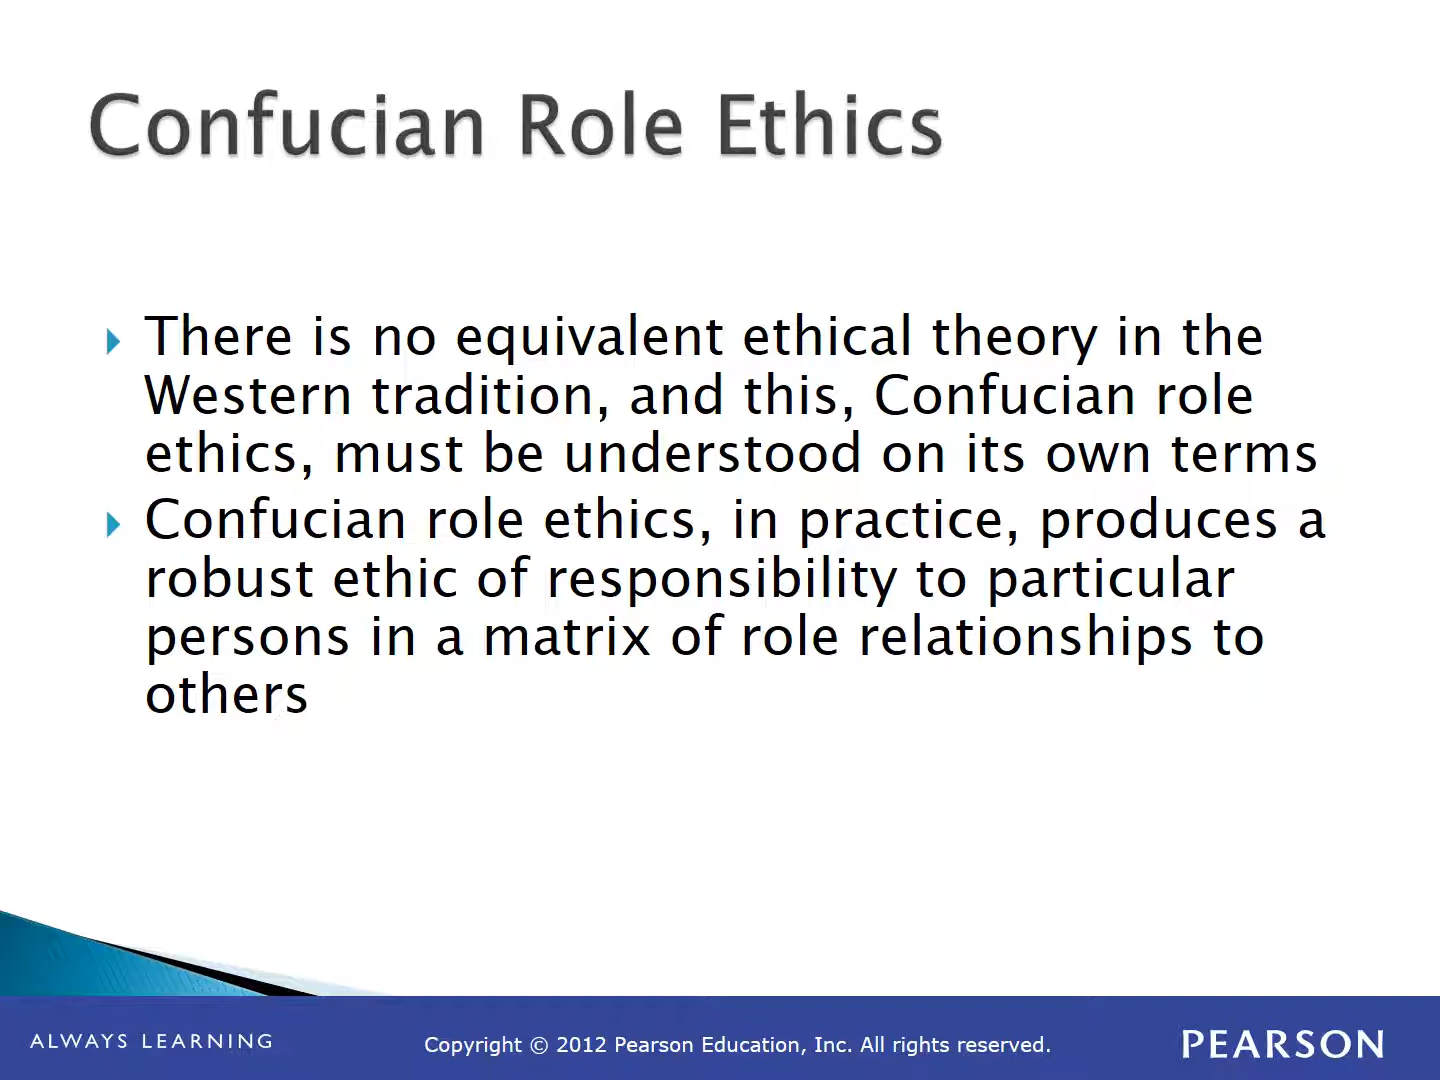 Confucian Role Ethics
There is no equivalent ethical theory in the
Western tradition, and this, Confucian role
ethics, must be understood on its own terms
Confucian role ethics, in practice, produces a
robust ethic of responsibility to particular
persons in a matrix of role relationships to
others
ALWAYS LEARNING
Copyright © 2012 Pearson Education, Inc. All rights reserved.
PEARSON